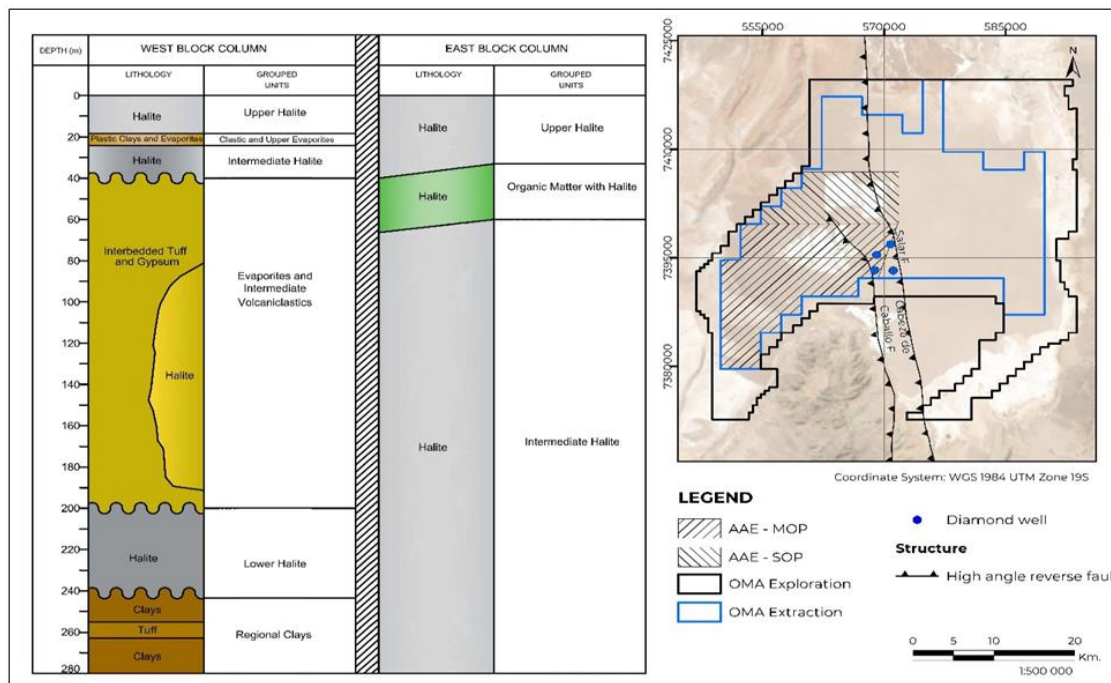 DEPTH (m)
WEST BLOCK COLUMN
EAST BLOCK COLUMN
LITHOLOGY
GROUPED
UNITS
LITHOLOGY
GROUPED
UNITS
0
20
40
60
80
100
120
140
160
180
200
220
240
260
280
Halite
Upper Halite
Plastic Clays and Evaporites
Clastic and Upper Evaporites
Halite
Intermediate Halite
Interbedded Tuff
and Gypsum
Halite
Evaporites and
Intermediate
Volcaniclastics
Halite
Lower Halite
Clays
Tuff
Clays
Regional Clays
Halite
Upper Halite
Halite
Organic Matter with Halite
Halite
Intermediate Halite
555000
570000
585000
7425000
7410000
7395000
7380000
N
Salar F.
Cabeza de
Caballo F.
Coordinate System: WGS 1984 UTM Zone 19S
LEGEND
AAE - MOP
AAE - SOP
OMA Exploration
OMA Extraction
Diamond well
Structure
High angle reverse faul
0 5 10 20
Km.
1:500 000